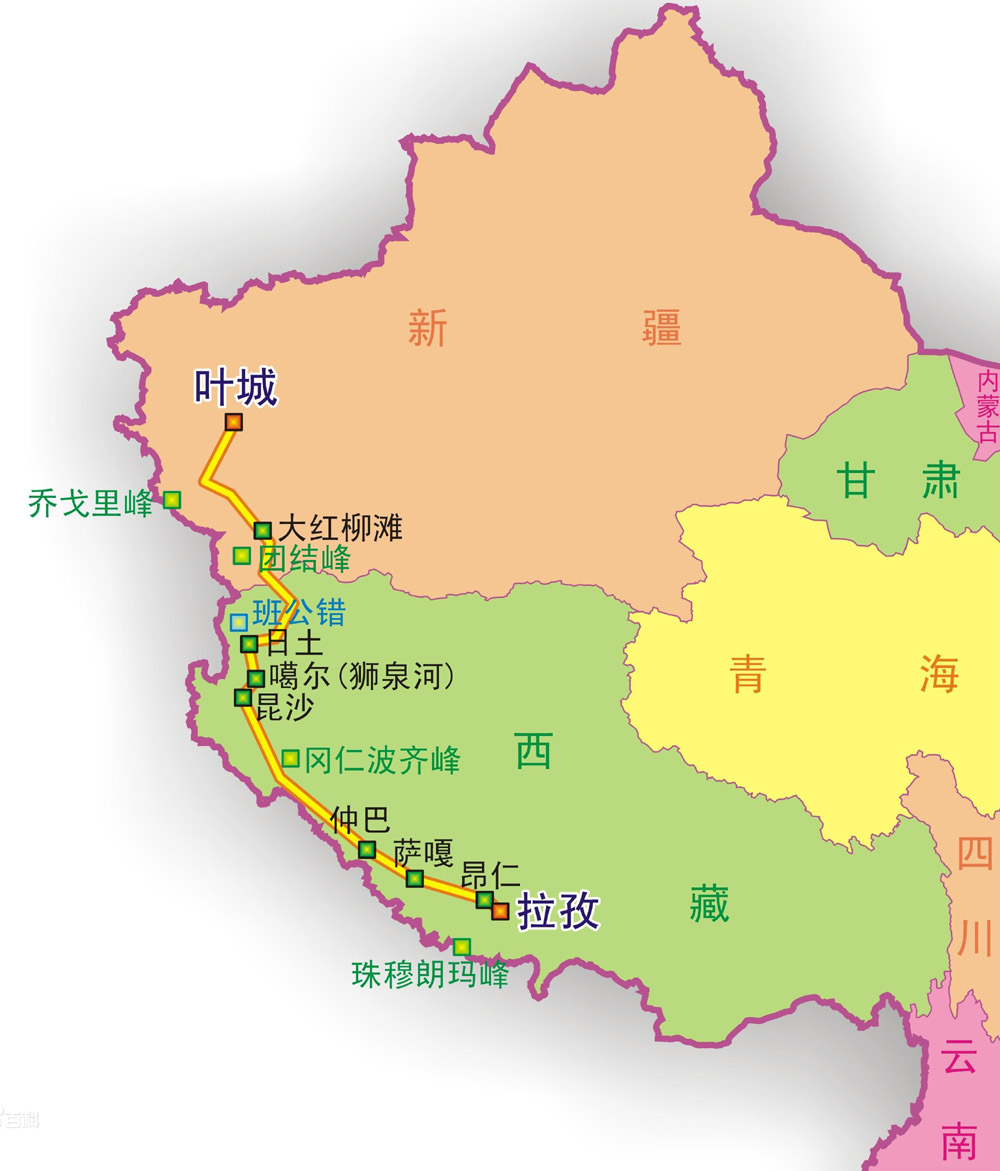 新 疆
叶城
内蒙古
甘 肃
乔戈里峰
大红柳滩
团结峰
班公错
日土
噶尔(狮泉河)
昆沙
青 海
西
冈仁波齐峰
仲巴
萨嘎
昂仁
拉孜
藏
四川
珠穆朗玛峰
云南
百科